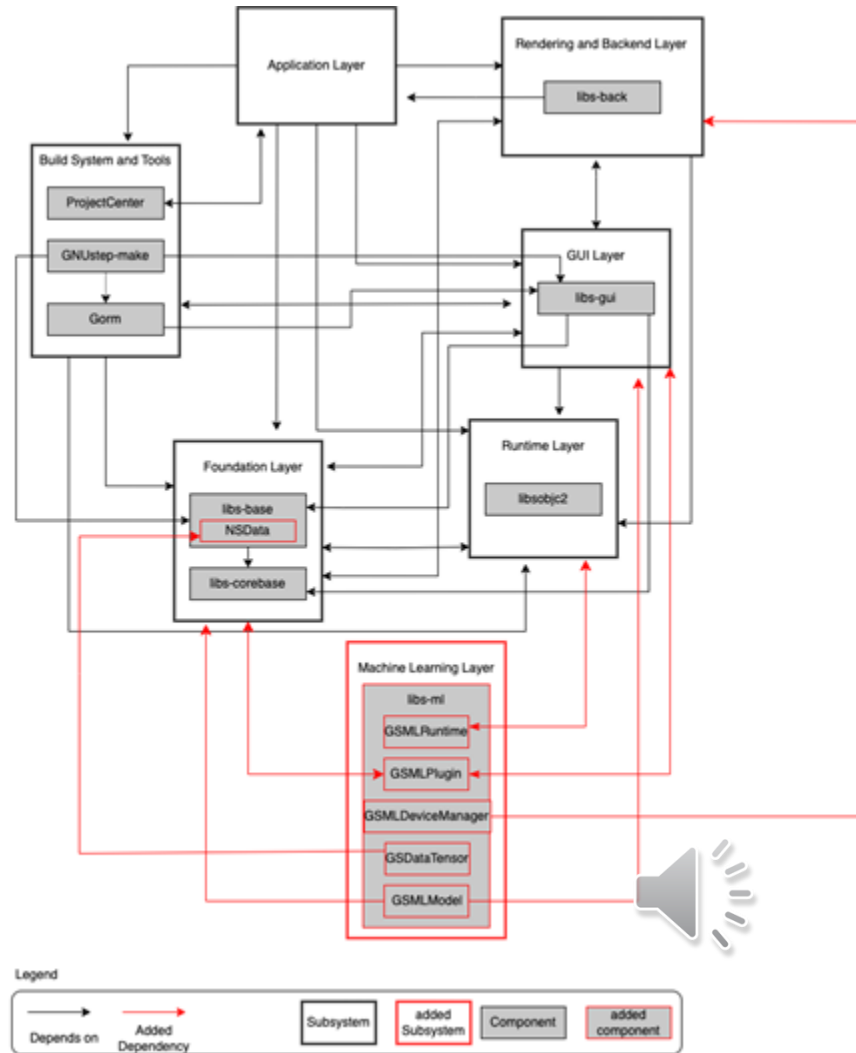 Application Layer
Rendering and Backend Layer
libs-back
Build System and Tools
ProjectCenter
GNUstep-make
Gorm
GUI Layer
libs-gui
Foundation Layer
libs-base
NSData
libs-corebase
Runtime Layer
libsobjc2
Machine Learning Layer
libs-ml
GSMLRuntime
GSMLPlugin
GSMLDeviceManager
GSDataTensor
GSMLModel
Legend
Depends on
Added
Dependency
Subsystem
added
Subsystem
Component
added
component